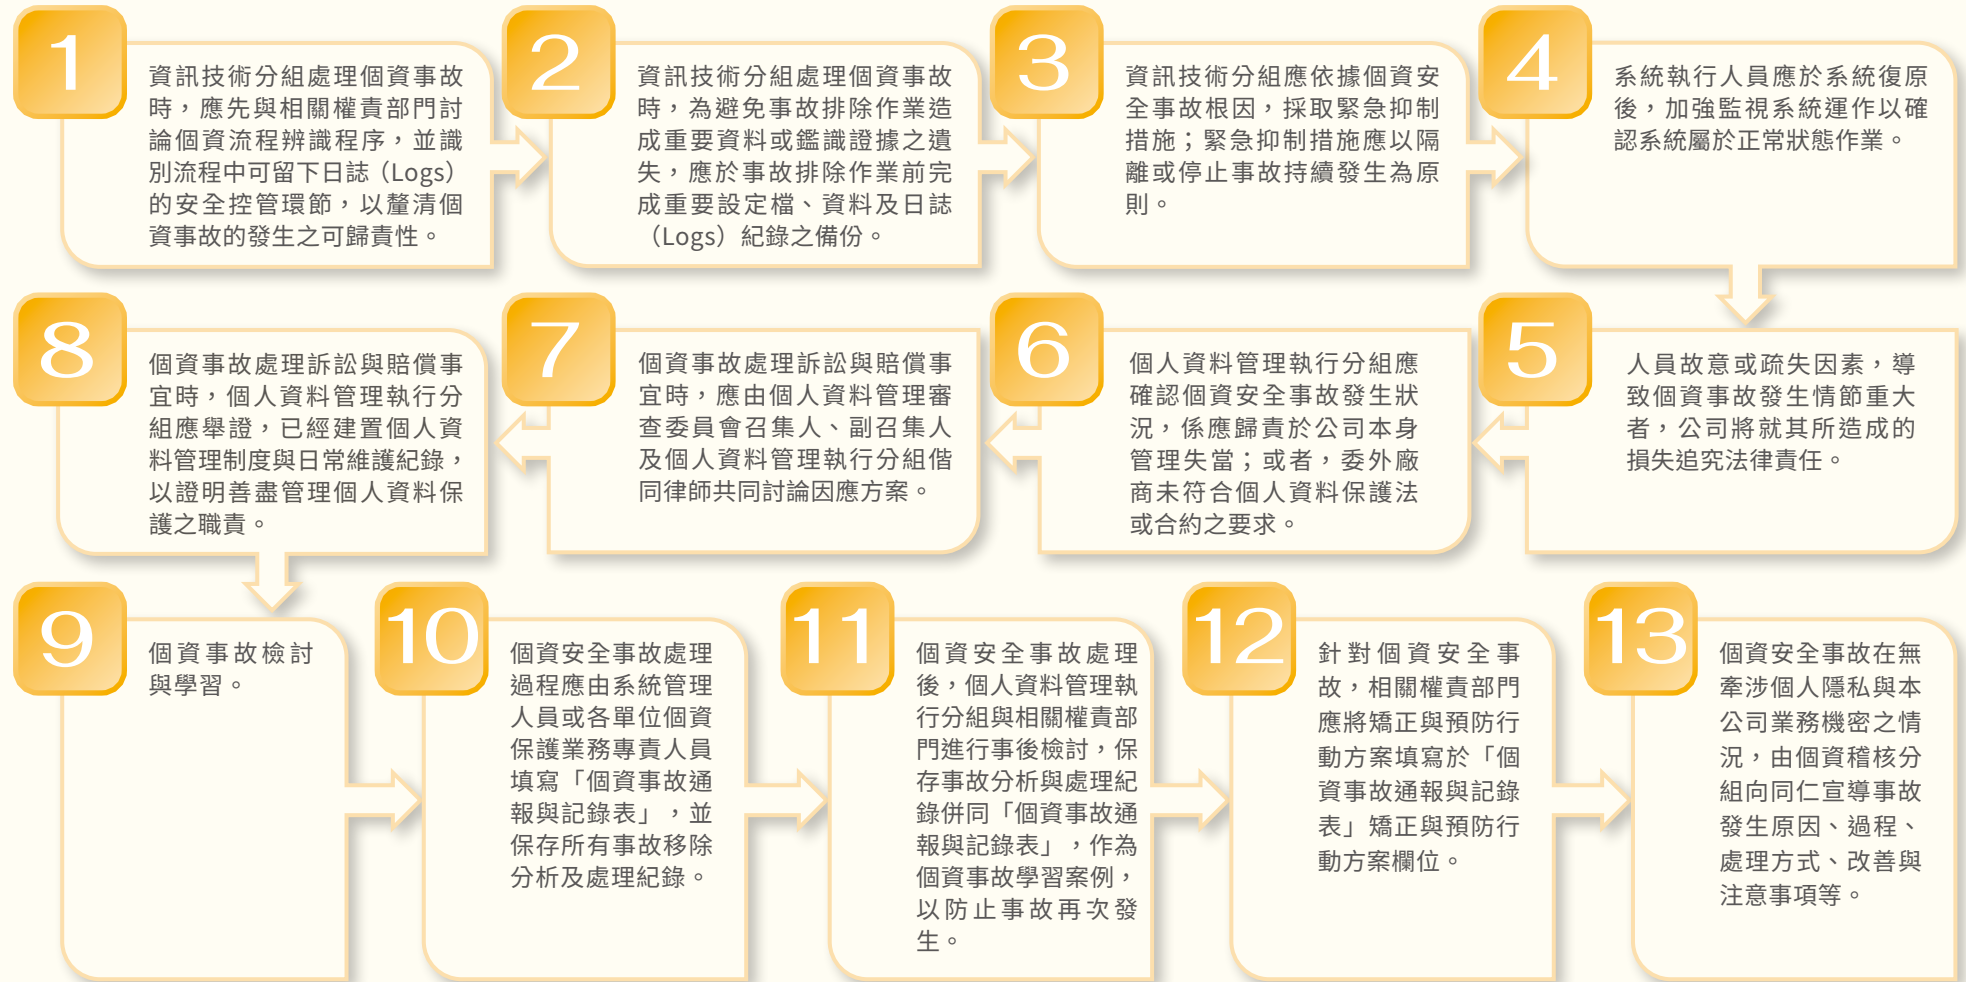 1
資訊技術分組處理個資事故
時，應先與相關權責部門討
論個資流程辨識程序，並識
別流程中可留下日誌（Logs）
的安全控管環節，以釐清個
資事故的發生之可歸責性。
2
資訊技術分組處理個資事故
時，為避免事故排除作業造
成重要資料或鑑識證據之遺
失，應於事故排除作業前完
成重要設定檔、資料及日誌
（Logs）紀錄之備份。
3
資訊技術分組應依據個資安
全事故根因，採取緊急抑制
措施；緊急抑制措施應以隔
離或停止事故持續發生為原
則。
4
系統執行人員應於系統復原
後，加強監視系統運作以確
認系統屬於正常狀態作業。
5
人員故意或疏失因素，導
致個資事故發生情節重大
者，公司將就其所造成的
損失追究法律責任。
6
個人資料管理執行分組應
確認個資安全事故發生狀
況，係應歸責於公司本身
管理失當；或者，委外廠
商未符合個人資料保護法
或合約之要求。
7
個資事故處理訴訟與賠償事
宜時，應由個人資料管理審
查委員會召集人、副召集人
及個人資料管理執行分組偕
同律師共同討論因應方案。
8
個資事故處理訴訟與賠償事
宜時，個人資料管理執行分
組應舉證，已經建置個人資
料管理制度與日常維護紀錄，
以證明善盡管理個人資料保
護之職責。
9
個資事故檢討
與學習。
10
個資安全事故處理
過程應由系統管理
人員或各單位個資
保護業務專責人員
填寫「個資事故通
報與記錄表」，並
保存所有事故移除
分析及處理紀錄。
11
個資安全事故處理
後，個人資料管理執
行分組與相關權責部
門進行事後檢討，保
存事故分析與處理紀
錄併同「個資事故通
報與記錄表」，作為
個資事故學習案例，
以防止事故再次發
生。
12
針對個資安全事
故，相關權責部門
應將矯正與預防行
動方案填寫於「個
資事故通報與記錄
表」矯正與預防行
動方案欄位。
13
個資安全事故在無
牽涉個人隱私與本
公司業務機密之情
況，由個資稽核分
組向同仁宣導事故
發生原因、過程、
處理方式、改善與
注意事項等。